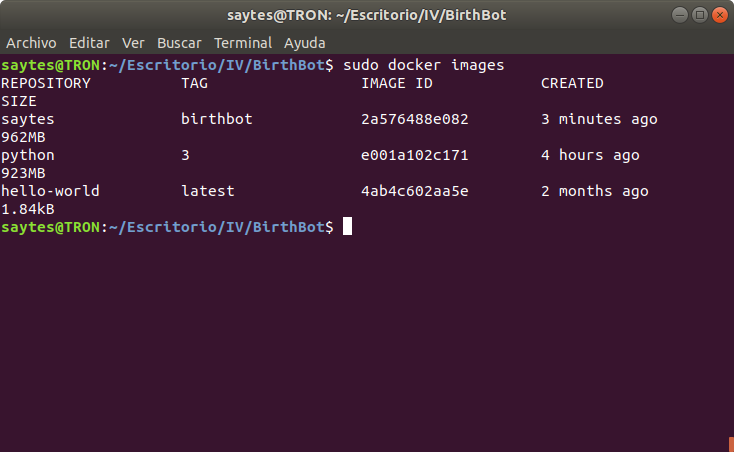 saytes@TRON: ~/Escritorio/IV/BirthBot
Archivo Editar Ver Buscar Terminal Ayuda
saytes@TRON:~/Escritorio/IV/BirthBot$ sudo docker images
REPOSITORY          TAG                 IMAGE ID            CREATED
SIZE
saytes              birthbot            2a576488e082        3 minutes ago
962MB
python              3                   e001a102c171        4 hours ago
923MB
hello-world         latest              4ab4c602aa5e        2 months ago
1.84kB
saytes@TRON:~/Escritorio/IV/BirthBot$